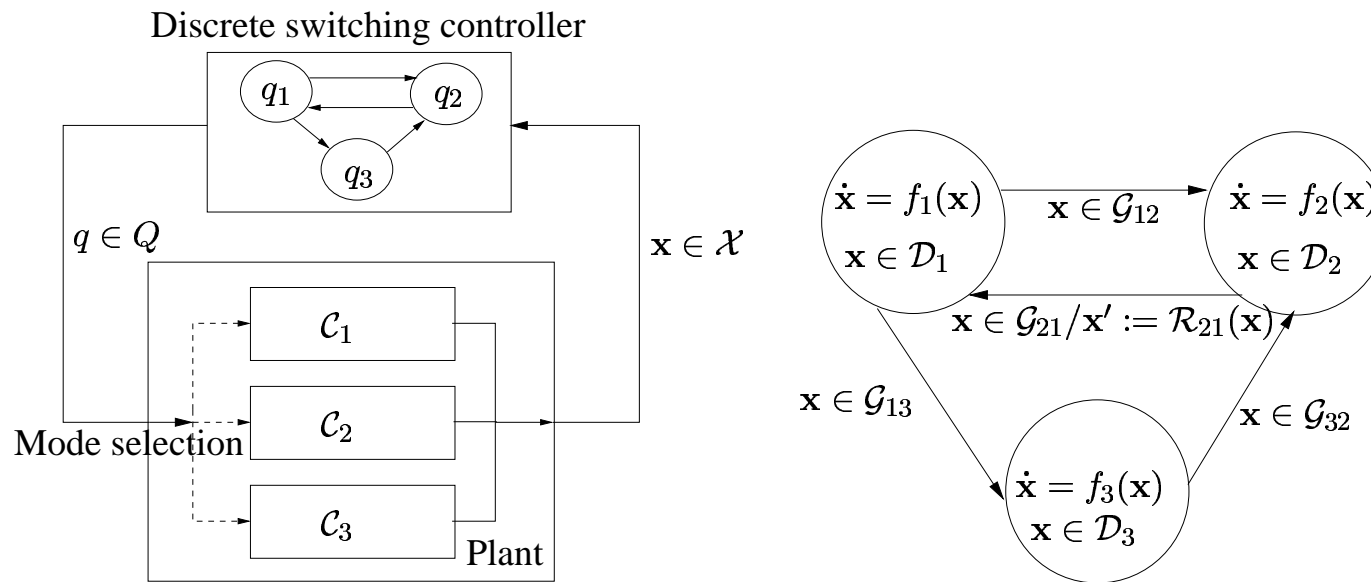 Discrete switching controller
q₁
q₂
q₃
q ∈ Q
𝐱 ∈ 𝒳
𝒞₁
𝒞₂
𝒞₃
Mode selection
Plant
ẋ = f₁(𝐱)
𝐱 ∈ 𝒟₁
𝐱 ∈ 𝒢₁₂
ẋ = f₂(𝐱)
𝐱 ∈ 𝒟₂
𝐱 ∈ 𝒢₂₁/𝐱′ := ℛ₂₁(𝐱)
𝐱 ∈ 𝒢₁₃
𝐱 ∈ 𝒢₃₂
ẋ = f₃(𝐱)
𝐱 ∈ 𝒟₃